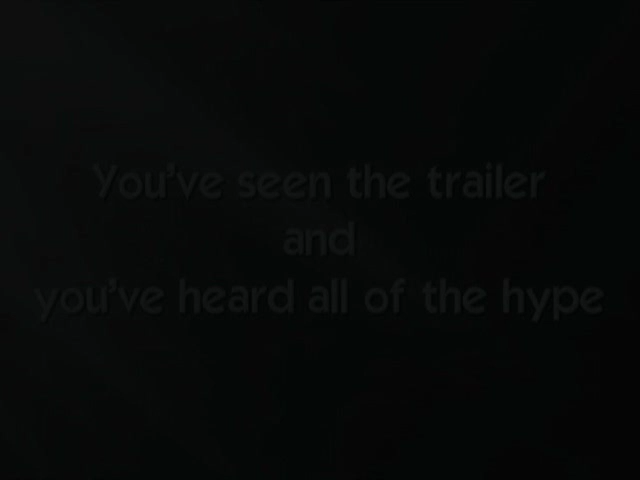 You've seen the trailer
and
you've heard all of the hype